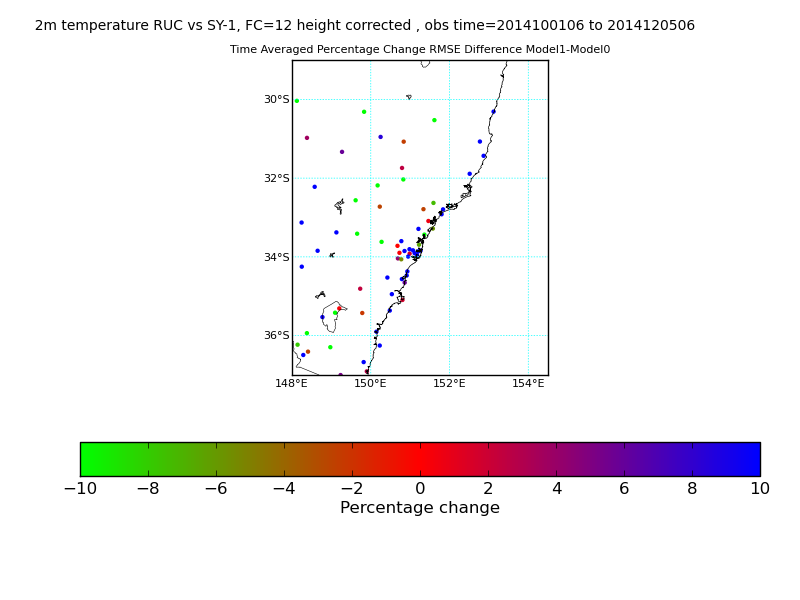 2m temperature RUC vs SY-1, FC=12 height corrected , obs time=2014100106 to 2014120506
Time Averaged Percentage Change RMSE Difference Model1-Model0
30°S
32°S
34°S
36°S
148°E 150°E 152°E 154°E
−10 −8 −6 −4 −2 0 2 4 6 8 10
Percentage change